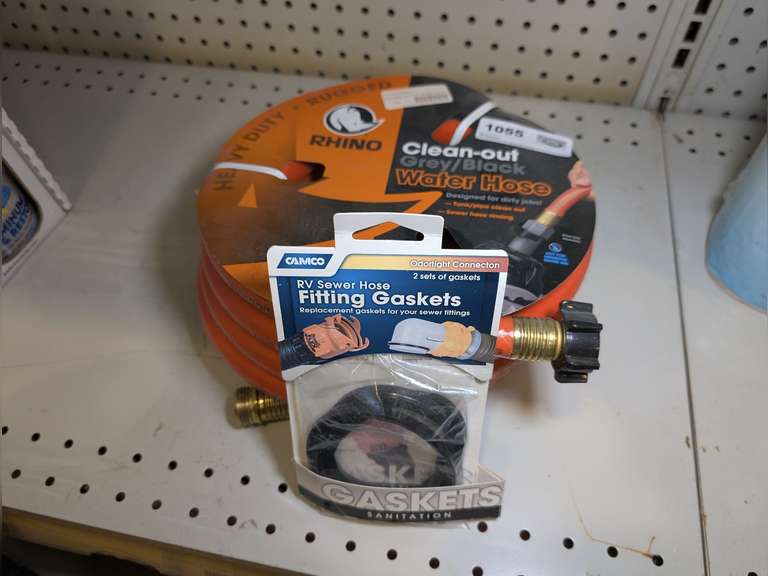 HEAVY DUTY • RUGGED
RHINO
1055
Clean-out
Grey/Black
Water Hose
Designed for dirty jobs!
– Tank/pipe clean out
– Sewer hose rinsing
CAMCO
Odortight Connection
2 sets of gaskets
RV Sewer Hose
Fitting Gaskets
Replacement gaskets for your sewer fittings
GASKETS
SANITATION